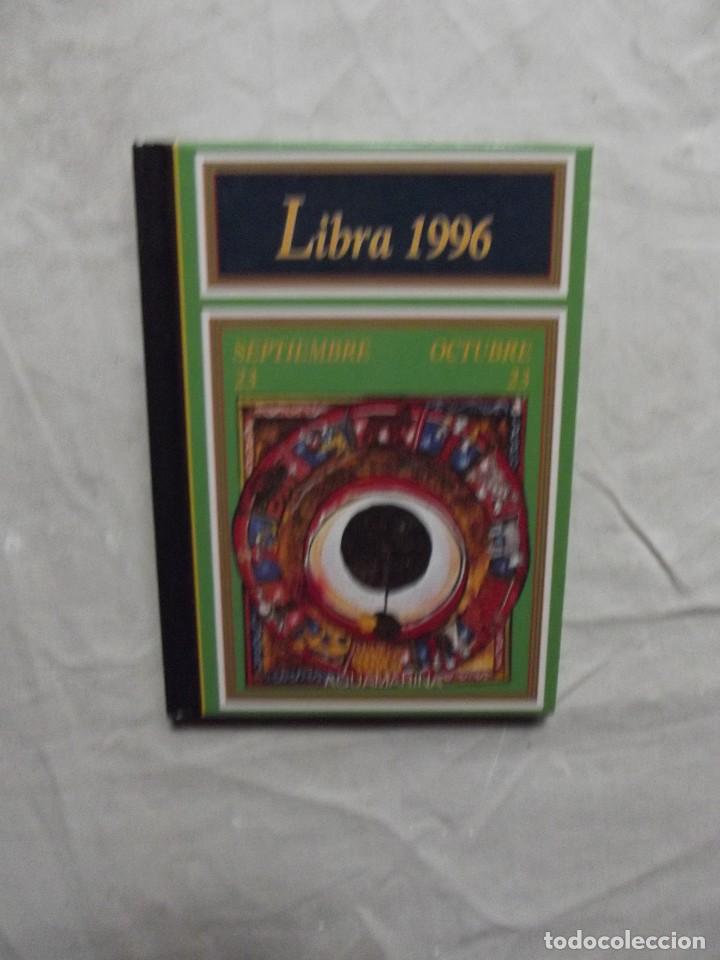 Libra 1996
SEPTIEMBRE OCTUBRE
23 23
AGUAMARINA
todocoleccion